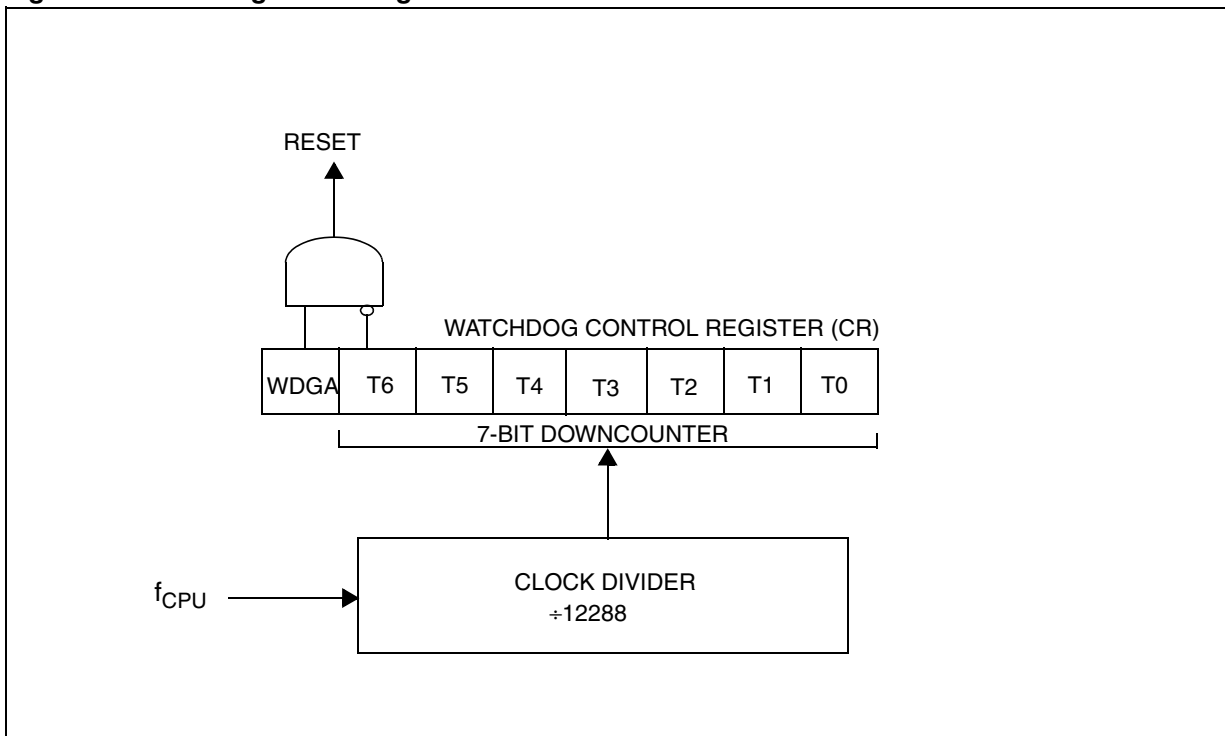 RESET
WATCHDOG CONTROL REGISTER (CR)
WDGA T6 T5 T4 T3 T2 T1 T0
7-BIT DOWNCOUNTER
fCPU
CLOCK DIVIDER
÷12288